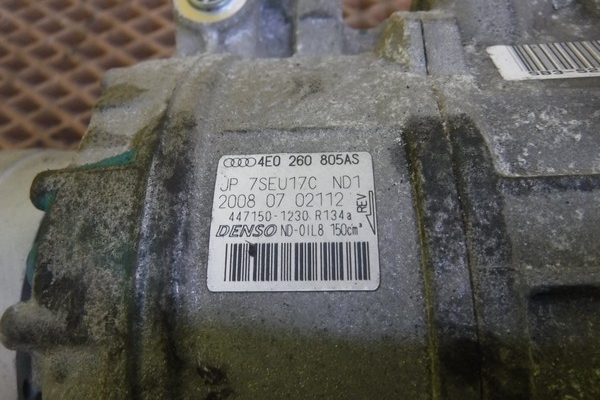 4E0 260 805AS
JP 7SEU17C ND1
2008 07 02112
REV
447150-1230 R134a
DENSO ND-OIL8 150cm³